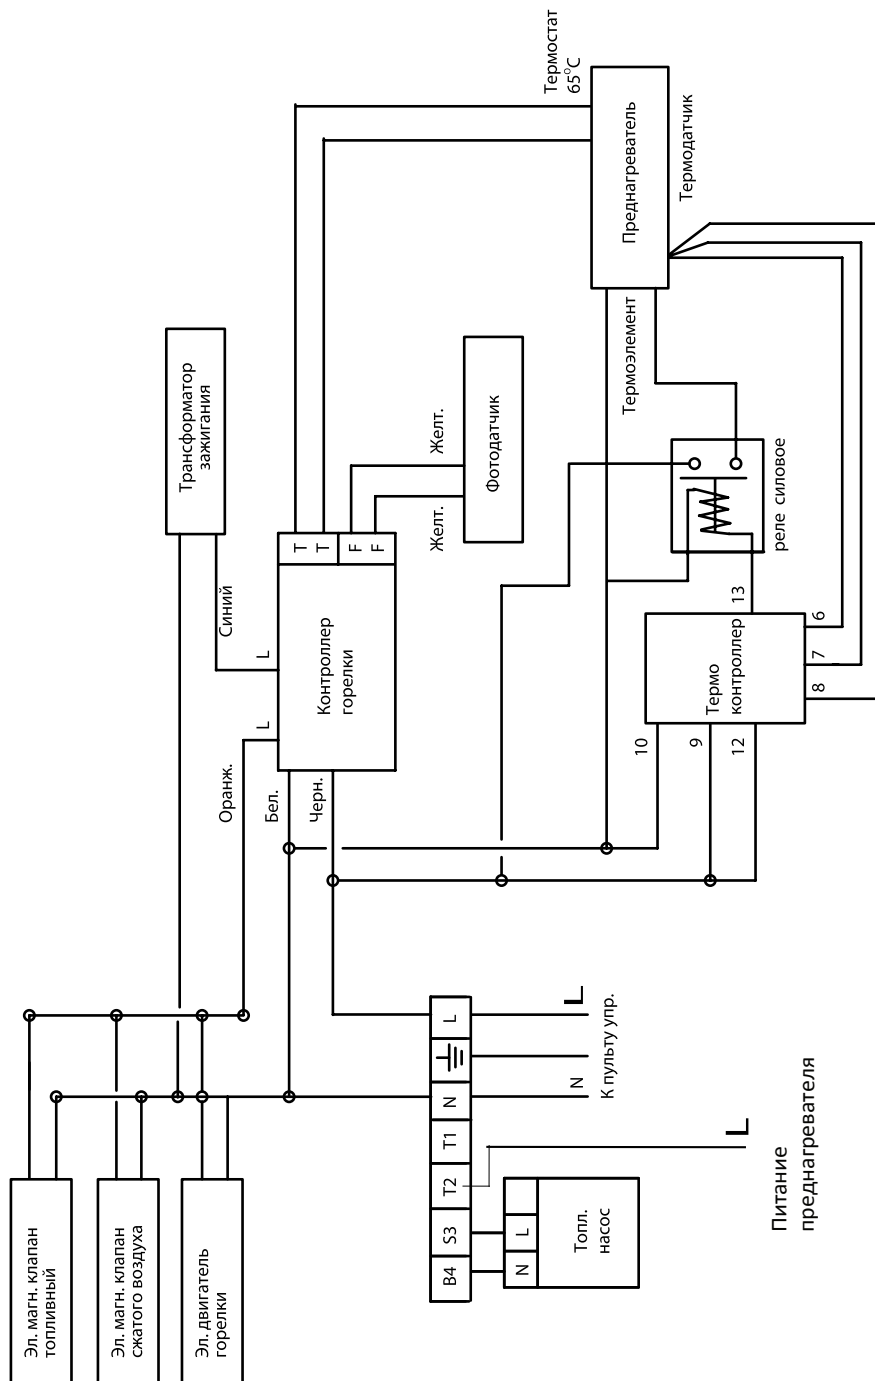 Эл. магн. клапан
топливный
Эл. магн. клапан
сжатого воздуха
Эл. двигатель
горелки
Трансформатор
зажигания
Синий
L
L
Оранж.
Бел.
Черн.
Контроллер
горелки
T
T
F
F
Желт.
Желт.
Фотодатчик
Термостат
65°C
Преднагреватель
Термодатчик
Термоэлемент
реле силовое
13
Термо
контроллер
6
7
8
10
9
12
B4
S3
T2
T1
N
L
N
L
К пульту упр.
N
L
Топл.
насос
L
Питание
преднагревателя